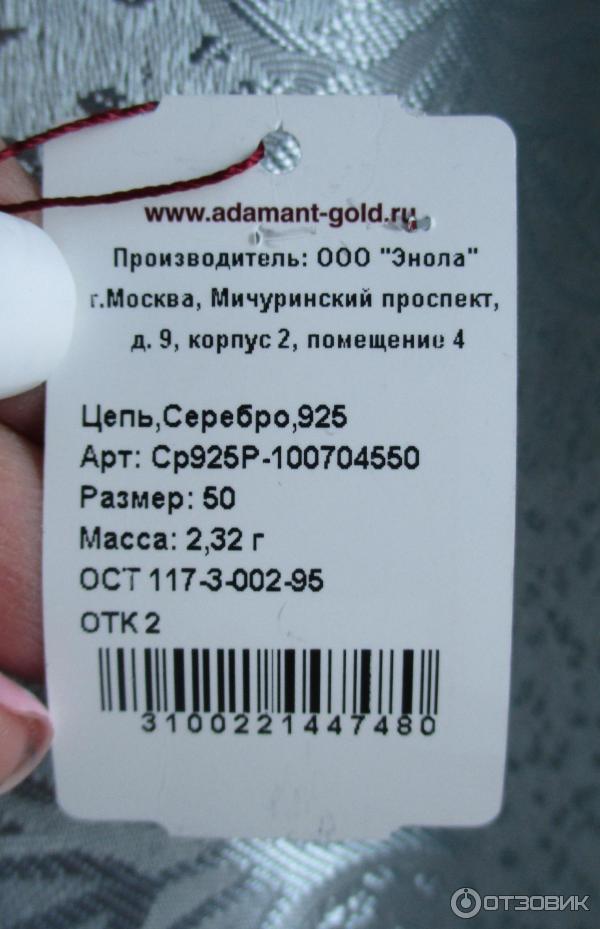 www.adamant-gold.ru
Производитель: ООО "Энола"
г.Москва, Мичуринский проспект,
д. 9, корпус 2, помещение 4
Цепь,Серебро,925
Арт: Ср925Р-100704550
Размер: 50
Масса: 2,32 г
ОСТ 117-3-002-95
ОТК 2
3100221447480
ОТЗОВИК